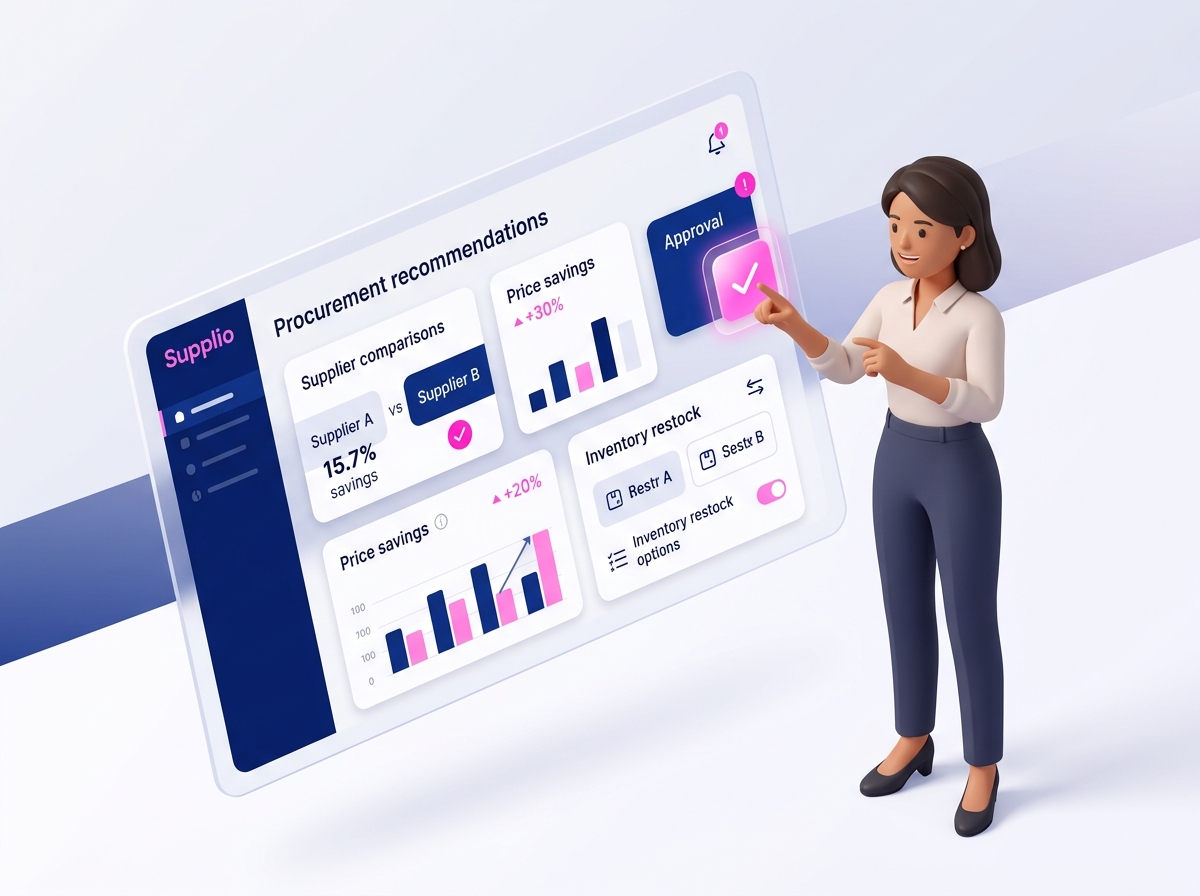 Supplio
Procurement recommendations
Supplier comparisons
Supplier A
vs
Supplier B
15.7%
savings
Price savings
▲+30%
Approval
!
Price savings
▲+20%
100
100
100
0
Inventory restock
Restr A
Sestx B
Inventory restock
options